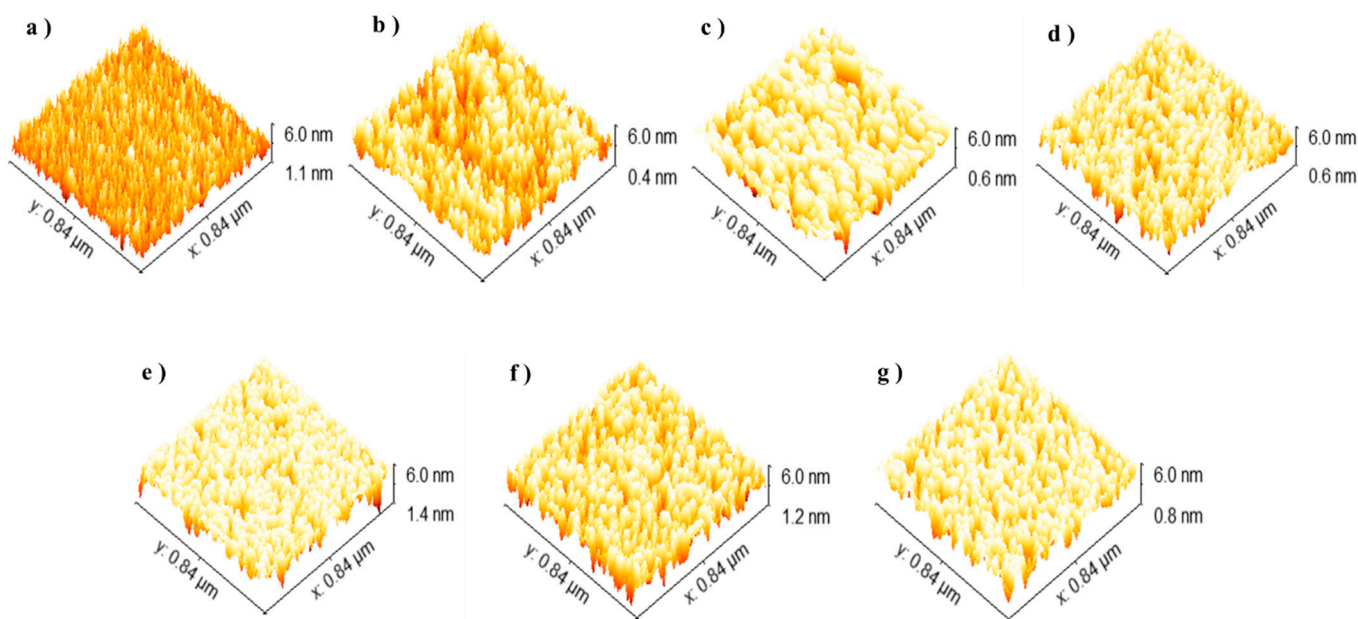 a )
6.0 nm
1.1 nm
y: 0.84 µm
x: 0.84 µm
b )
6.0 nm
0.4 nm
y: 0.84 µm
x: 0.84 µm
c )
6.0 nm
0.6 nm
y: 0.84 µm
x: 0.84 µm
d )
6.0 nm
0.6 nm
y: 0.84 µm
x: 0.84 µm
e )
6.0 nm
1.4 nm
y: 0.84 µm
x: 0.84 µm
f )
6.0 nm
1.2 nm
y: 0.84 µm
x: 0.84 µm
g )
6.0 nm
0.8 nm
y: 0.84 µm
x: 0.84 µm